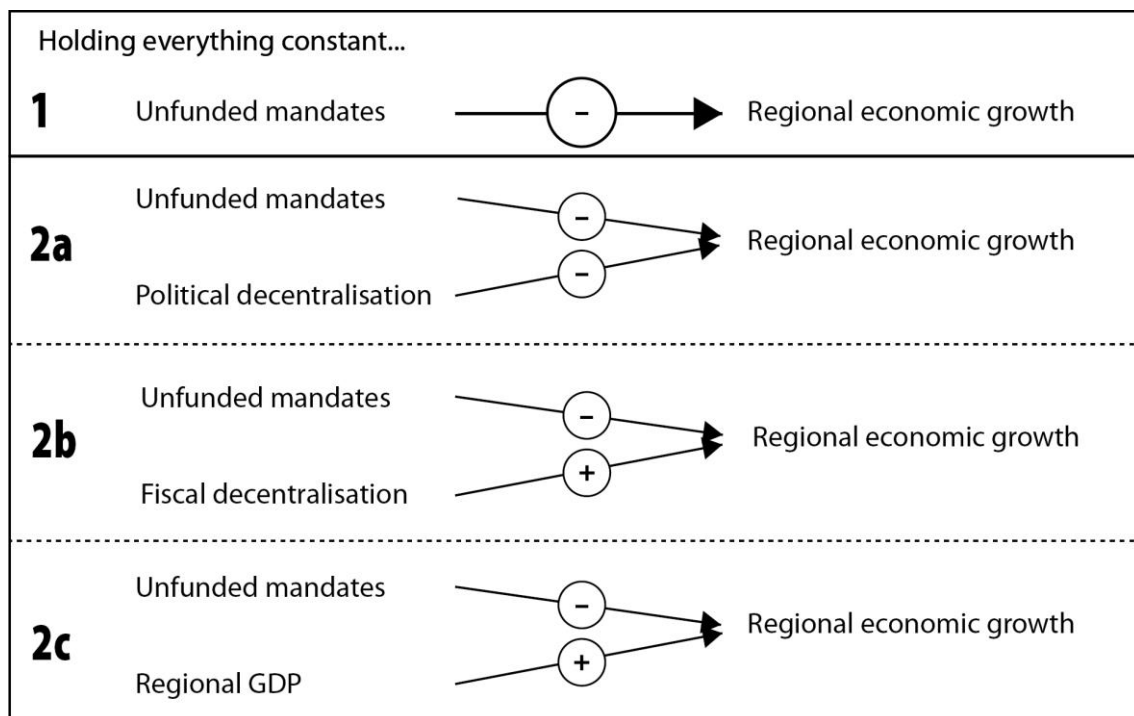 Holding everything constant...
1 Unfunded mandates - Regional economic growth
Unfunded mandates -
2a Regional economic growth
Political decentralisation -
Unfunded mandates -
2b Regional economic growth
Fiscal decentralisation +
Unfunded mandates -
2c Regional economic growth
Regional GDP +